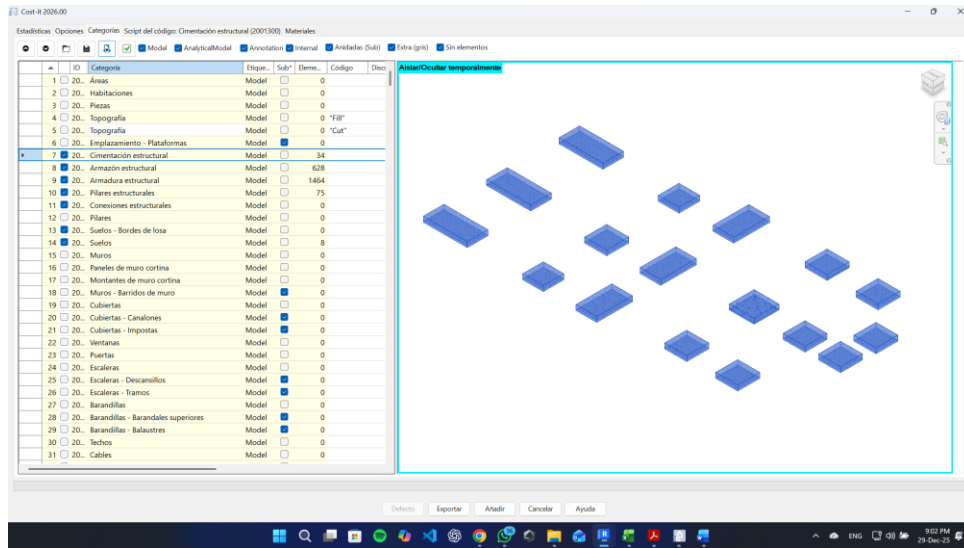 Cost-it 2026.00
Estadísticas Opciones Categorías Script del código: Cimentación estructural (2001300) Materiales
Model AnalyticalModel Annotation Internal Anidadas (Sub) Extra (gris) Sin elementos
ID Categoría Etique... Sub* Eleme... Código Disci
1 20... Áreas Model 0
2 20... Habitaciones Model 0
3 20... Piezas Model 0
4 20... Topografía Model 0 "Fill"
5 20... Topografía Model 0 "Cut"
6 20... Emplazamiento - Plataformas Model 0
7 20... Cimentación estructural Model 34
8 20... Armazón estructural Model 628
9 20... Armadura estructural Model 1464
10 20... Pilares estructurales Model 75
11 20... Conexiones estructurales Model 0
12 20... Pilares Model 0
13 20... Suelos - Bordes de losa Model 0
14 20... Suelos Model 8
15 20... Muros Model 0
16 20... Paneles de muro cortina Model 0
17 20... Montantes de muro cortina Model 0
18 20... Muros - Barridos de muro Model 0
19 20... Cubiertas Model 0
20 20... Cubiertas - Canalones Model 0
21 20... Cubiertas - Impostas Model 0
22 20... Ventanas Model 0
23 20... Puertas Model 0
24 20... Escaleras Model 0
25 20... Escaleras - Descansillos Model 0
26 20... Escaleras - Tramos Model 0
27 20... Barandillas Model 0
28 20... Barandillas - Barandales superiores Model 0
29 20... Barandillas - Balaustres Model 0
30 20... Techos Model 0
31 20... Cables Model 0
Aislar/Ocultar temporalmente
Defecto Exportar Añadir Cancelar Ayuda
ENG
9:02 PM
29-Dec-25